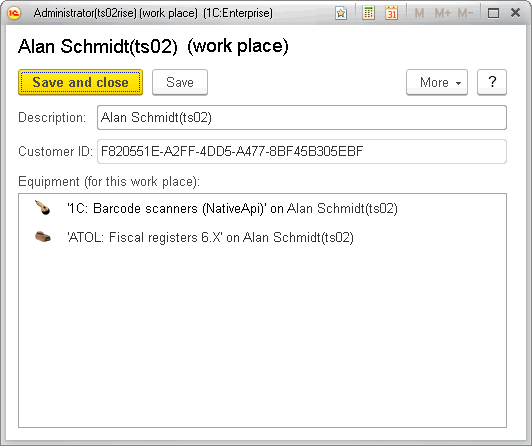 Administrator(ts02rise) (work place) (1C:Enterprise)
31 M M+ M-
Alan Schmidt(ts02) (work place)
Save and close Save More ?
Description: Alan Schmidt(ts02)
Customer ID: F820551E-A2FF-4DD5-A477-8BF45B305EBF
Equipment (for this work place):
'1C: Barcode scanners (NativeApi)' on Alan Schmidt(ts02)
'ATOL: Fiscal registers 6.X' on Alan Schmidt(ts02)